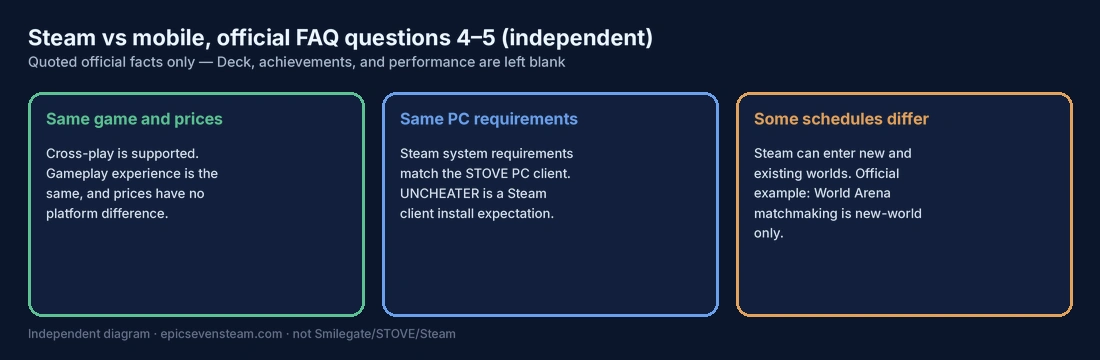 Steam vs mobile, official FAQ questions 4–5 (independent)
Quoted official facts only — Deck, achievements, and performance are left blank
Same game and prices
Cross-play is supported.
Gameplay experience is the
same, and prices have no
platform difference.
Same PC requirements
Steam system requirements
match the STOVE PC client.
UNCHEATER is a Steam
client install expectation.
Some schedules differ
Steam can enter new and
existing worlds. Official
example: World Arena
matchmaking is new-world
only.
Independent diagram · epicsevensteam.com · not Smilegate/STOVE/Steam